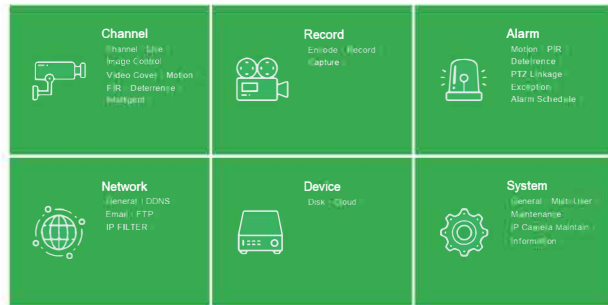 Channel
Channel | Live
Image Control
Video Cover | Motion
PIR | Deterrence
Intelligent
Record
Encode | Record
Capture
Alarm
Motion | PIR
Deterrence
PTZ Linkage
Exception
Alarm Schedule
Network
General | DDNS
Email | FTP
IP FILTER
Device
Disk | Cloud
System
General | Multi-User
Maintenance
IP Camera Maintain
Information